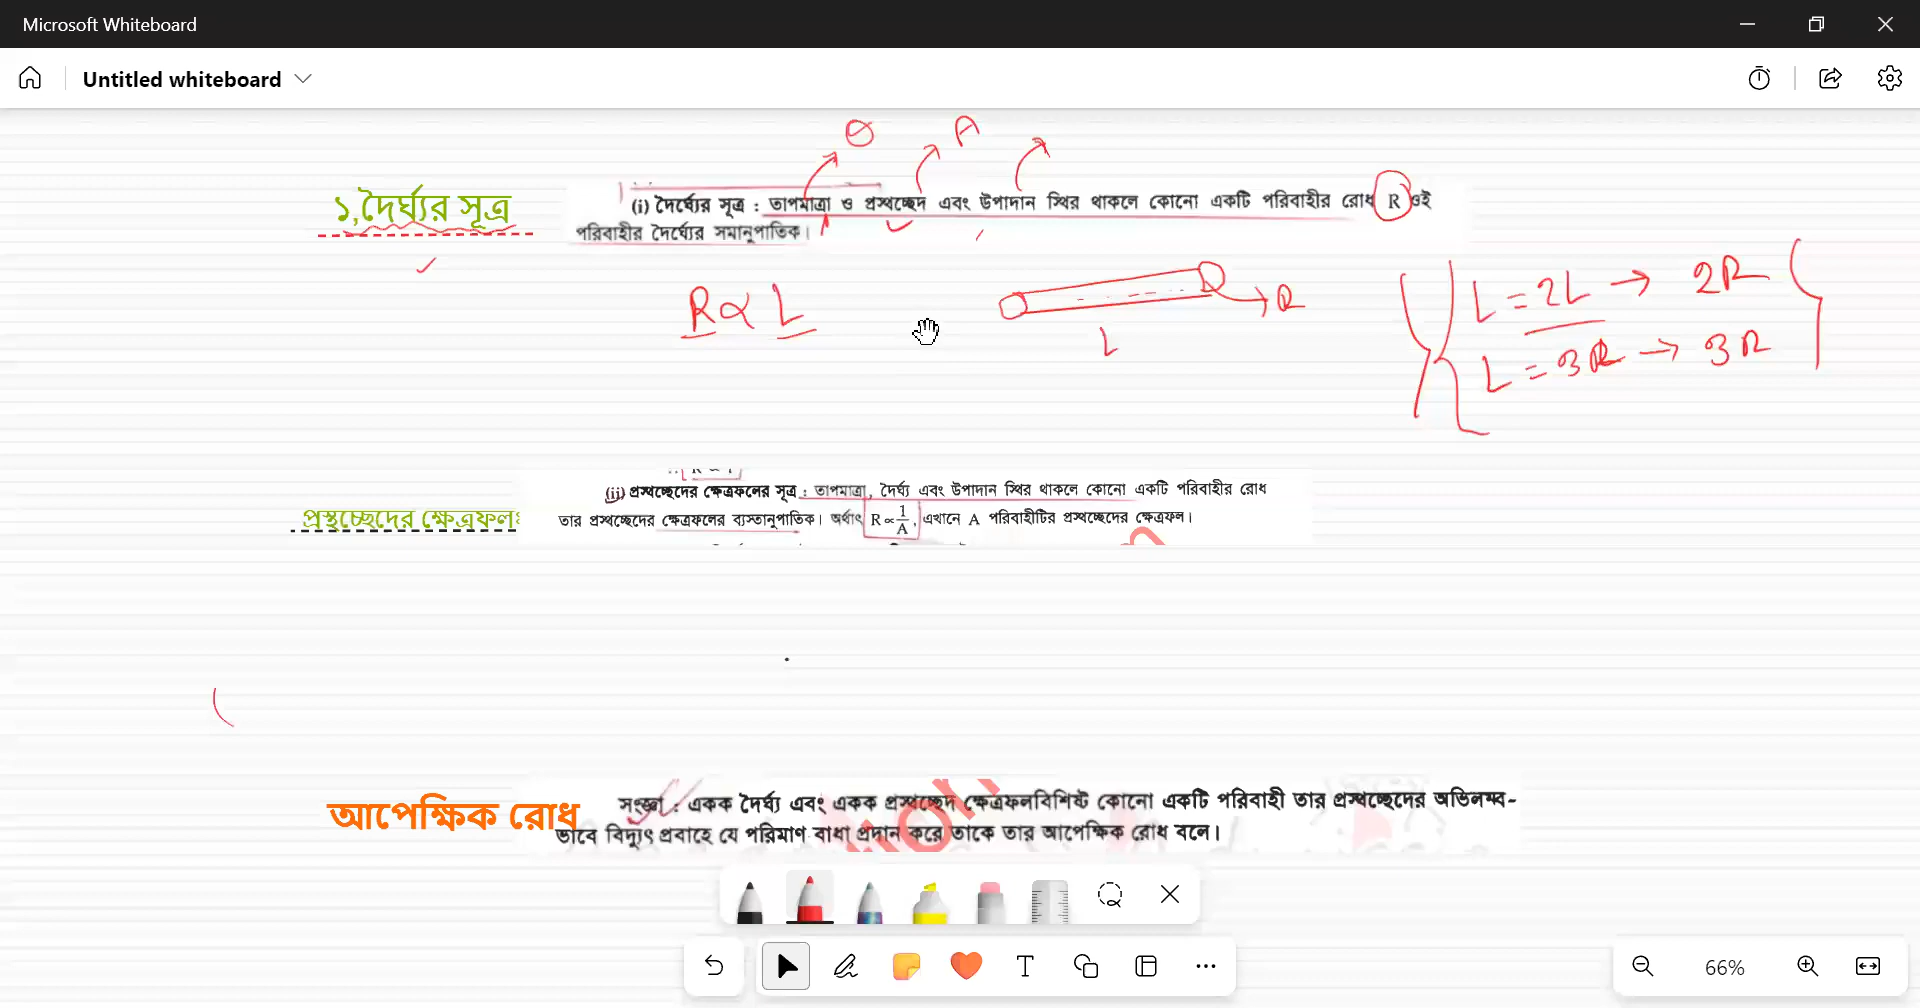 Microsoft Whiteboard
Untitled whiteboard
θ A
১,দৈর্ঘ্যের সূত্র
(i) দৈর্ঘ্যের সূত্র : তাপমাত্রা ও প্রস্থচ্ছেদ এবং উপাদান স্থির থাকলে কোনো একটি পরিবাহীর রোধ R ওই
পরিবাহীর দৈর্ঘ্যের সমানুপাতিক।
R ∝ L
L
R
L = 2L → 2R
L = 3R → 3R
(ii) প্রস্থচ্ছেদের ক্ষেত্রফলের সূত্র : তাপমাত্রা, দৈর্ঘ্য এবং উপাদান স্থির থাকলে কোনো একটি পরিবাহীর রোধ
প্রস্থচ্ছেদের ক্ষেত্রফল
তার প্রস্থচ্ছেদের ক্ষেত্রফলের ব্যস্তানুপাতিক। অর্থাৎ R ∝ 1/A, এখানে A পরিবাহীটির প্রস্থচ্ছেদের ক্ষেত্রফল।
আপেক্ষিক রোধ
সংজ্ঞা : একক দৈর্ঘ্য এবং একক প্রস্থচ্ছেদ ক্ষেত্রফলবিশিষ্ট কোনো একটি পরিবাহী তার প্রস্থচ্ছেদের অভিলম্ব-
ভাবে বিদ্যুৎ প্রবাহে যে পরিমাণ বাধা প্রদান করে তাকে তার আপেক্ষিক রোধ বলে।
66%